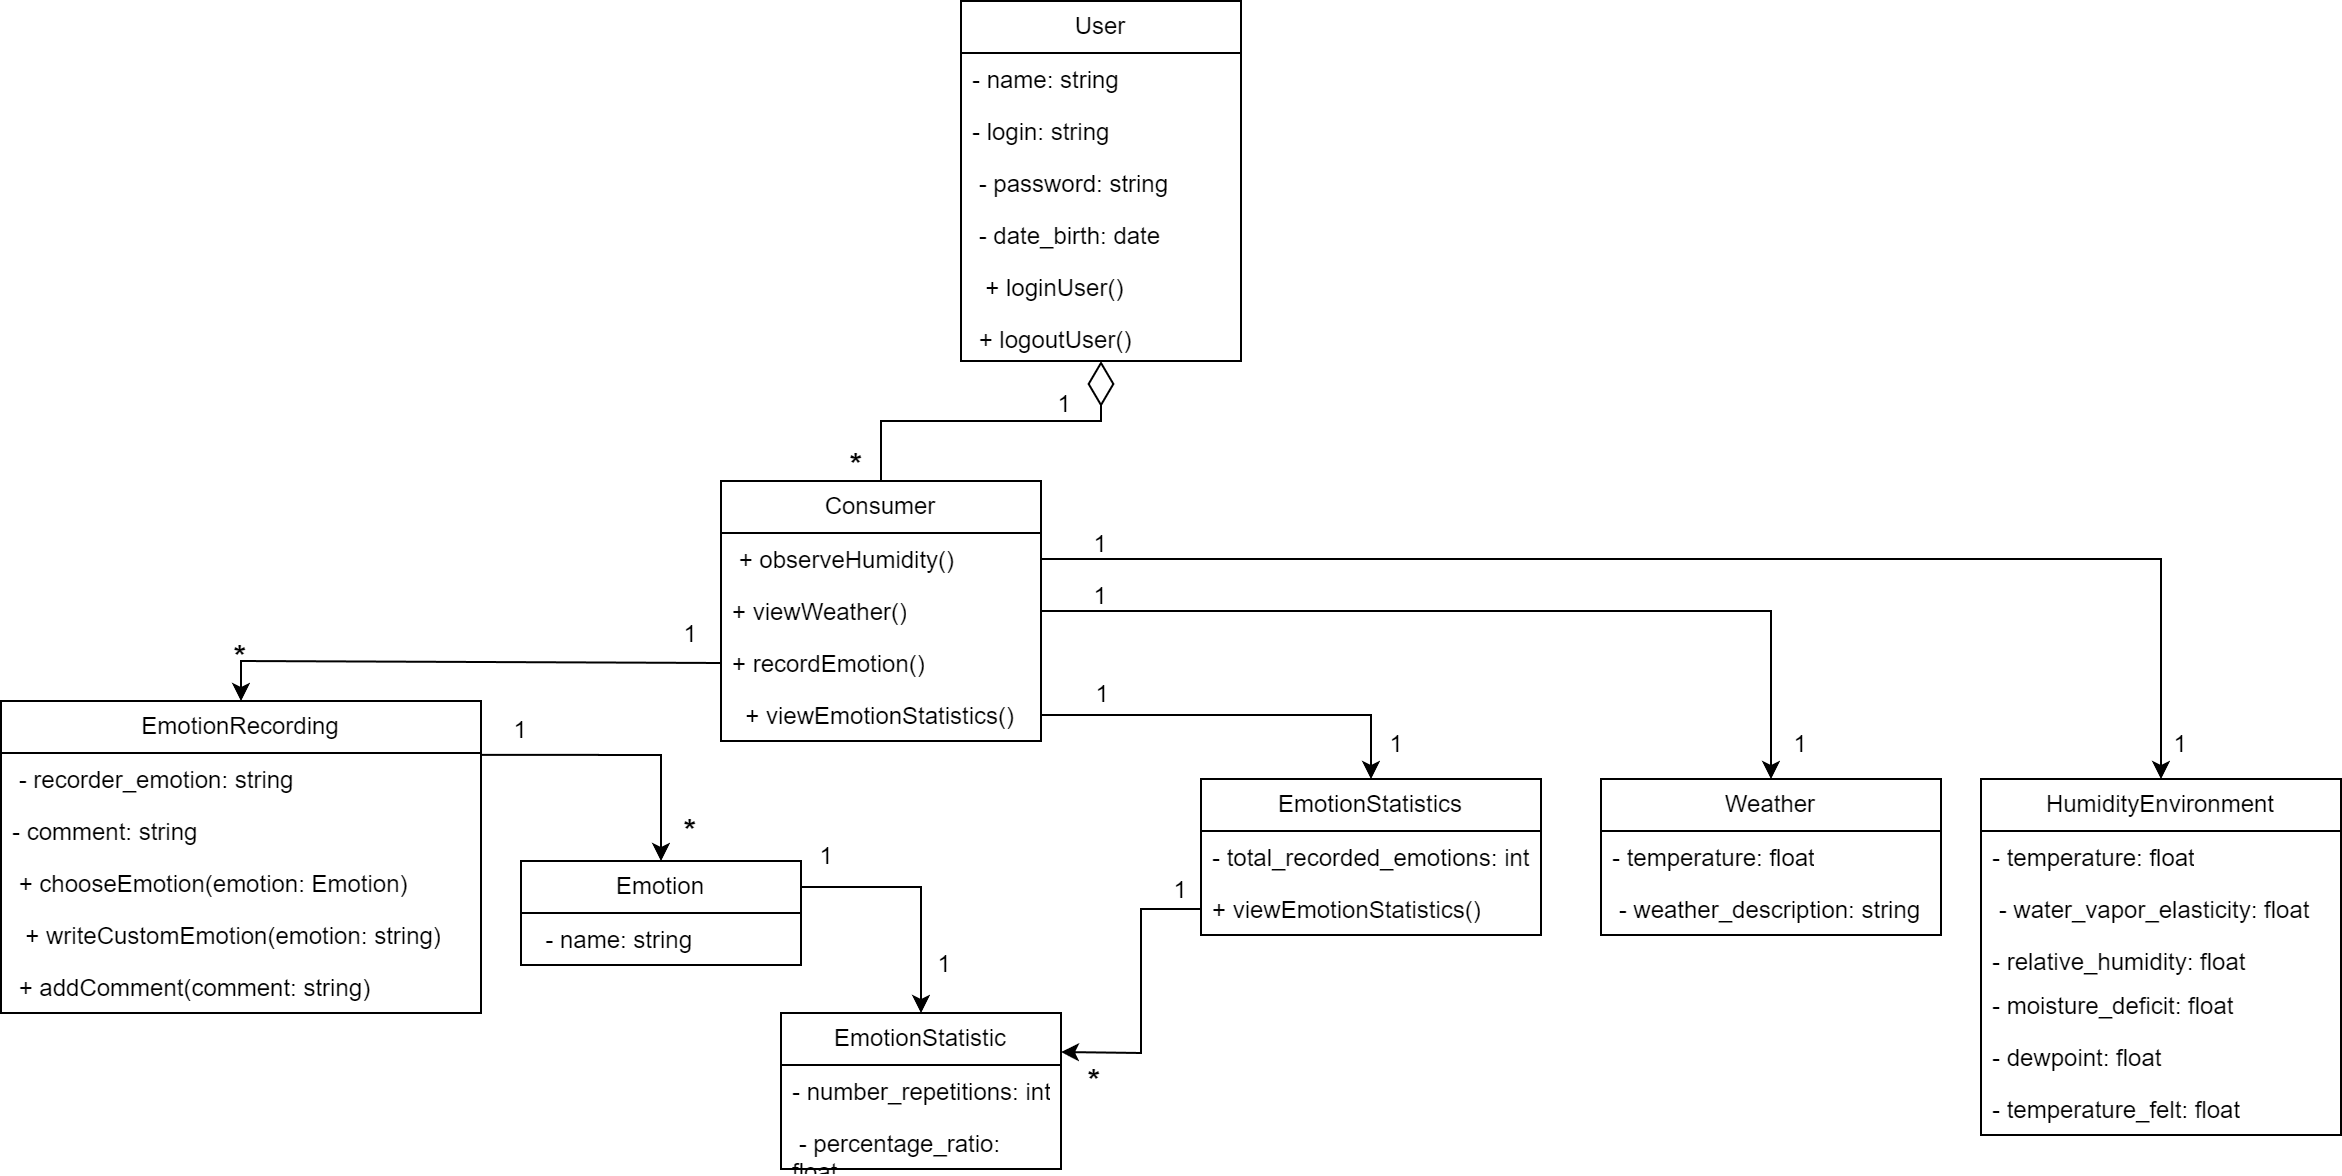 User
- name: string
- login: string
- password: string
- date_birth: date
+ loginUser()
+ logoutUser()
1
*
Consumer
+ observeHumidity()
+ viewWeather()
+ recordEmotion()
+ viewEmotionStatistics()
1
1
1
1
*
1
1
1
EmotionRecording
- recorder_emotion: string
- comment: string
+ chooseEmotion(emotion: Emotion)
+ writeCustomEmotion(emotion: string)
+ addComment(comment: string)
1
*
Emotion
- name: string
1
1
EmotionStatistics
- total_recorded_emotions: int
+ viewEmotionStatistics()
1
*
EmotionStatistic
- number_repetitions: int
- percentage_ratio:
float
Weather
- temperature: float
- weather_description: string
HumidityEnvironment
- temperature: float
- water_vapor_elasticity: float
- relative_humidity: float
- moisture_deficit: float
- dewpoint: float
- temperature_felt: float